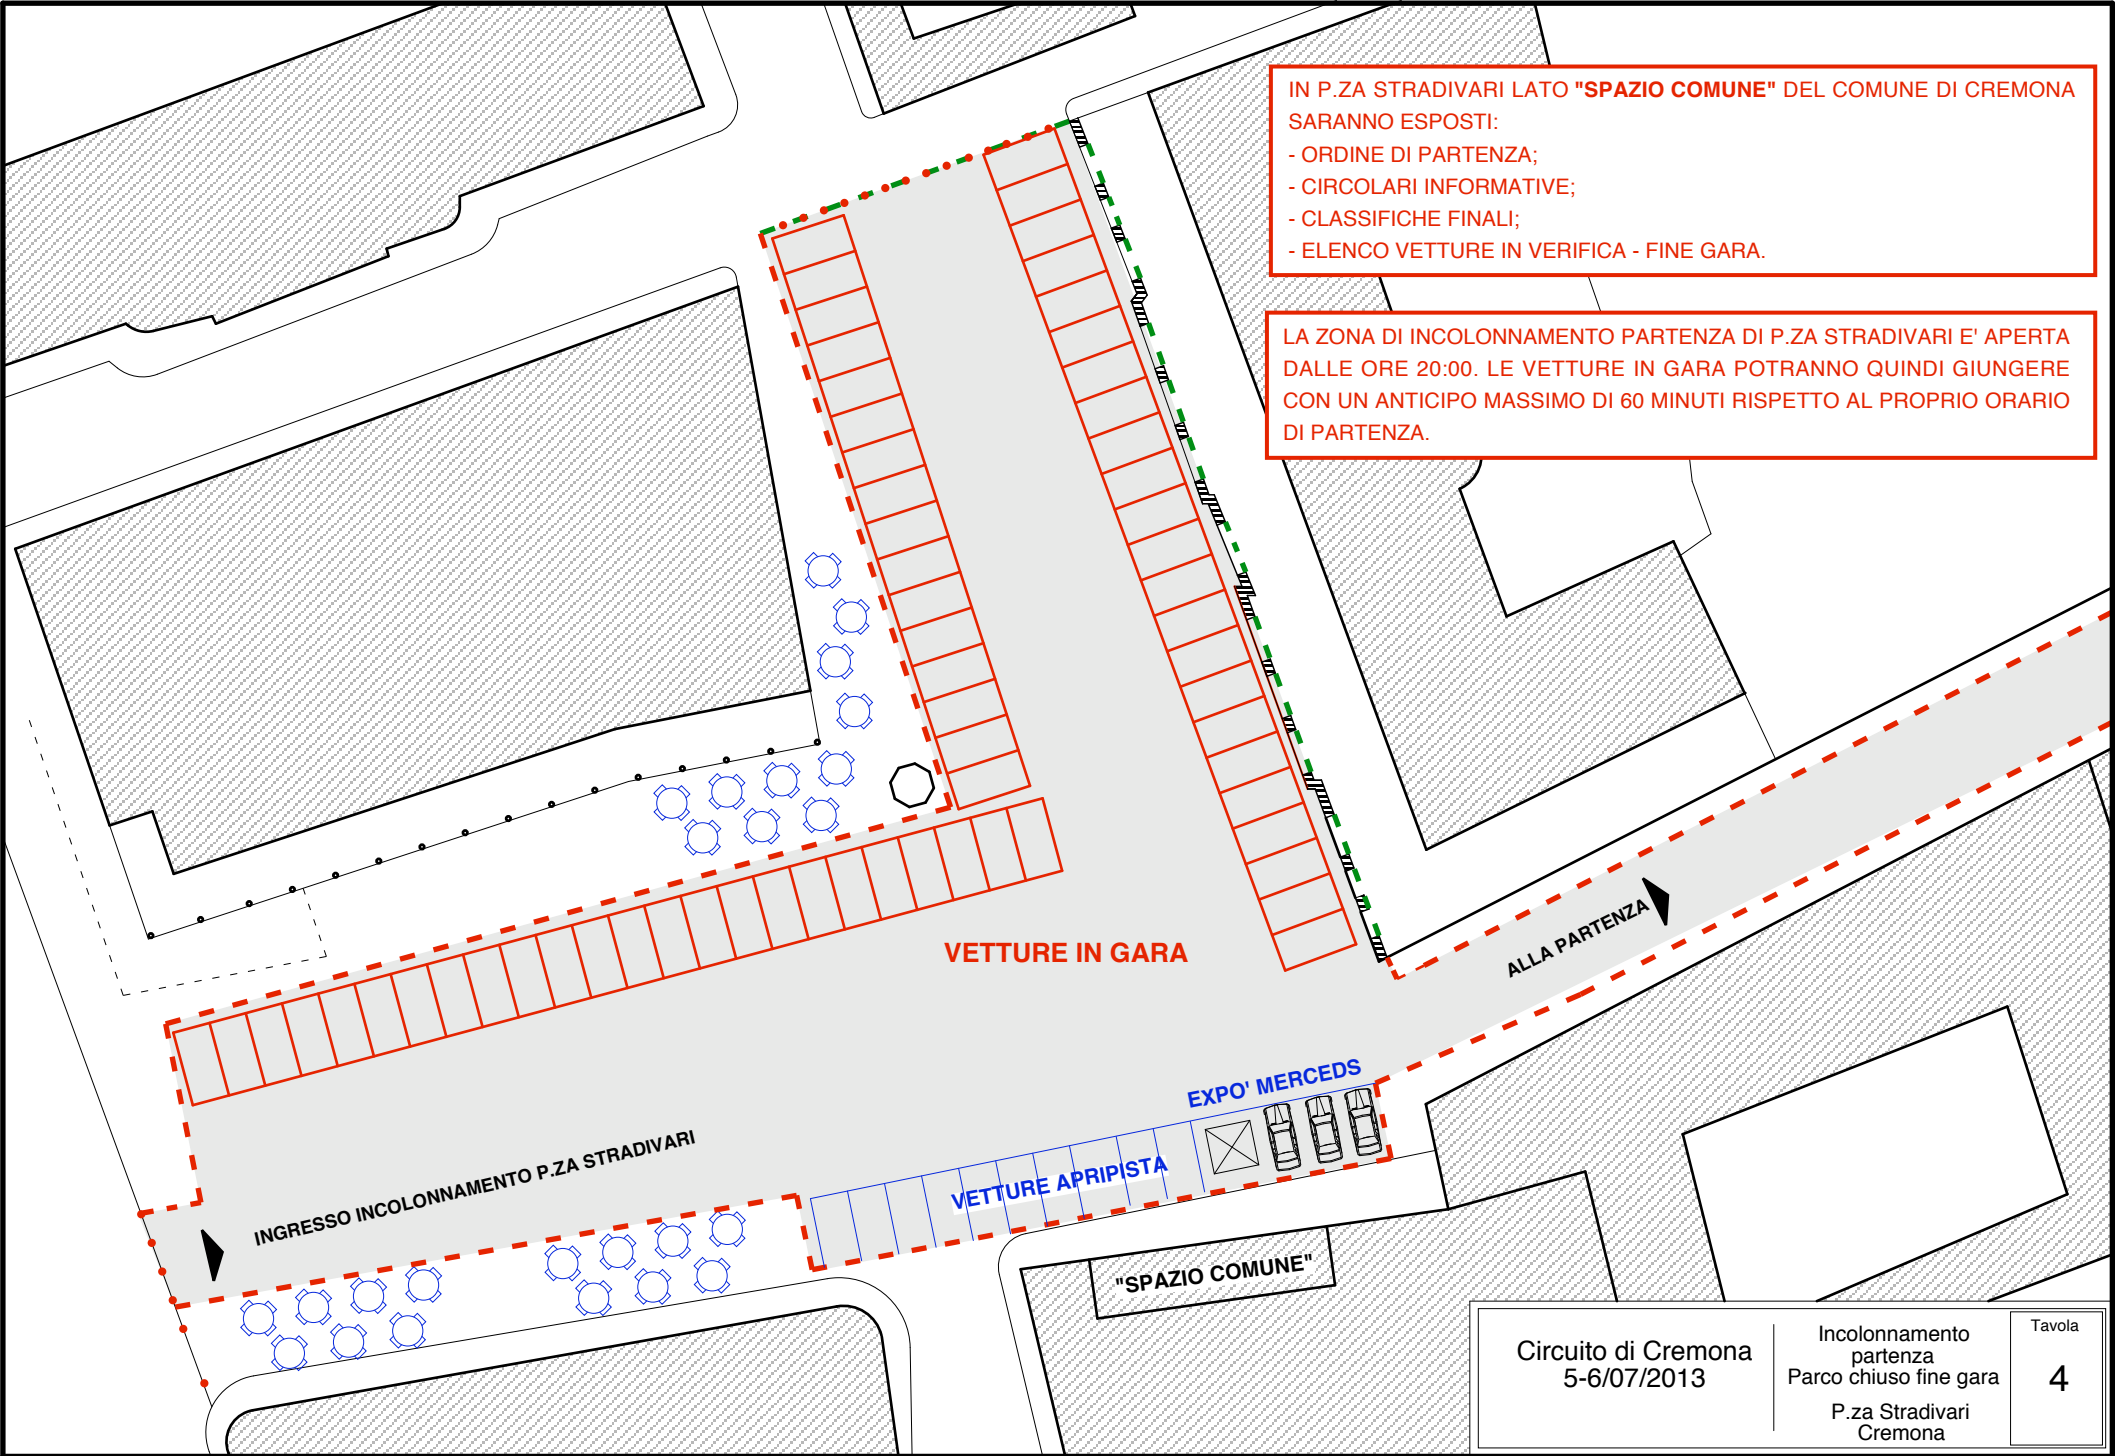 IN P.ZA STRADIVARI LATO "SPAZIO COMUNE" DEL COMUNE DI CREMONA
SARANNO ESPOSTI:
- ORDINE DI PARTENZA;
- CIRCOLARI INFORMATIVE;
- CLASSIFICHE FINALI;
- ELENCO VETTURE IN VERIFICA - FINE GARA.
LA ZONA DI INCOLONNAMENTO PARTENZA DI P.ZA STRADIVARI E' APERTA
DALLE ORE 20:00. LE VETTURE IN GARA POTRANNO QUINDI GIUNGERE
CON UN ANTICIPO MASSIMO DI 60 MINUTI RISPETTO AL PROPRIO ORARIO
DI PARTENZA.
VETTURE IN GARA
ALLA PARTENZA
EXPO' MERCEDS
VETTURE APRIPISTA
INGRESSO INCOLONNAMENTO P.ZA STRADIVARI
"SPAZIO COMUNE"
Circuito di Cremona
5-6/07/2013
Incolonnamento
partenza
Parco chiuso fine gara
P.za Stradivari
Cremona
Tavola
4